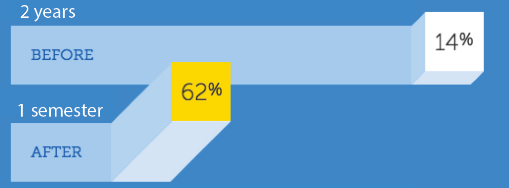 2 years
BEFORE
14%
1 semester
62%
AFTER